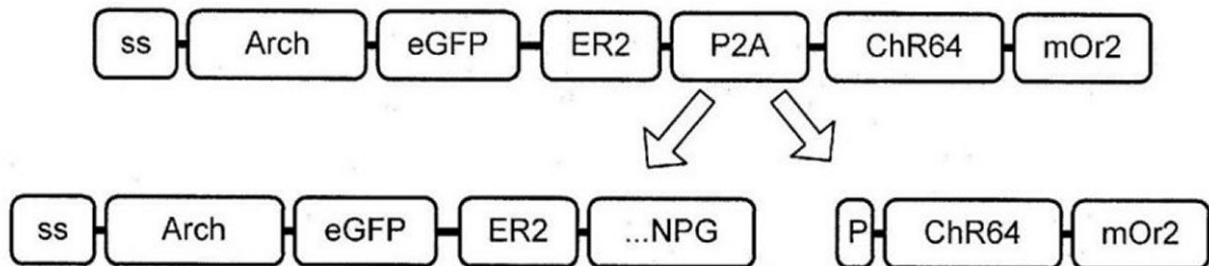 ss Arch eGFP ER2 P2A ChR64 mOr2
ss Arch eGFP ER2 ...NPG P ChR64 mOr2